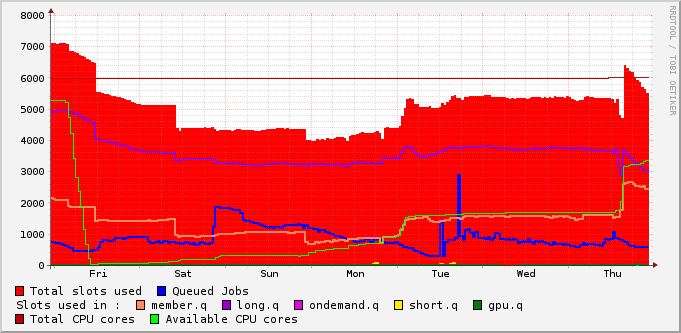 8000
7000
6000
5000
4000
3000
2000
1000
0
Fri Sat Sun Mon Tue Wed Thu
Total slots used Queued Jobs
Slots used in : member.q long.q ondemand.q short.q gpu.q
Total CPU cores Available CPU cores
RRDTOOL / TOBI OETIKER